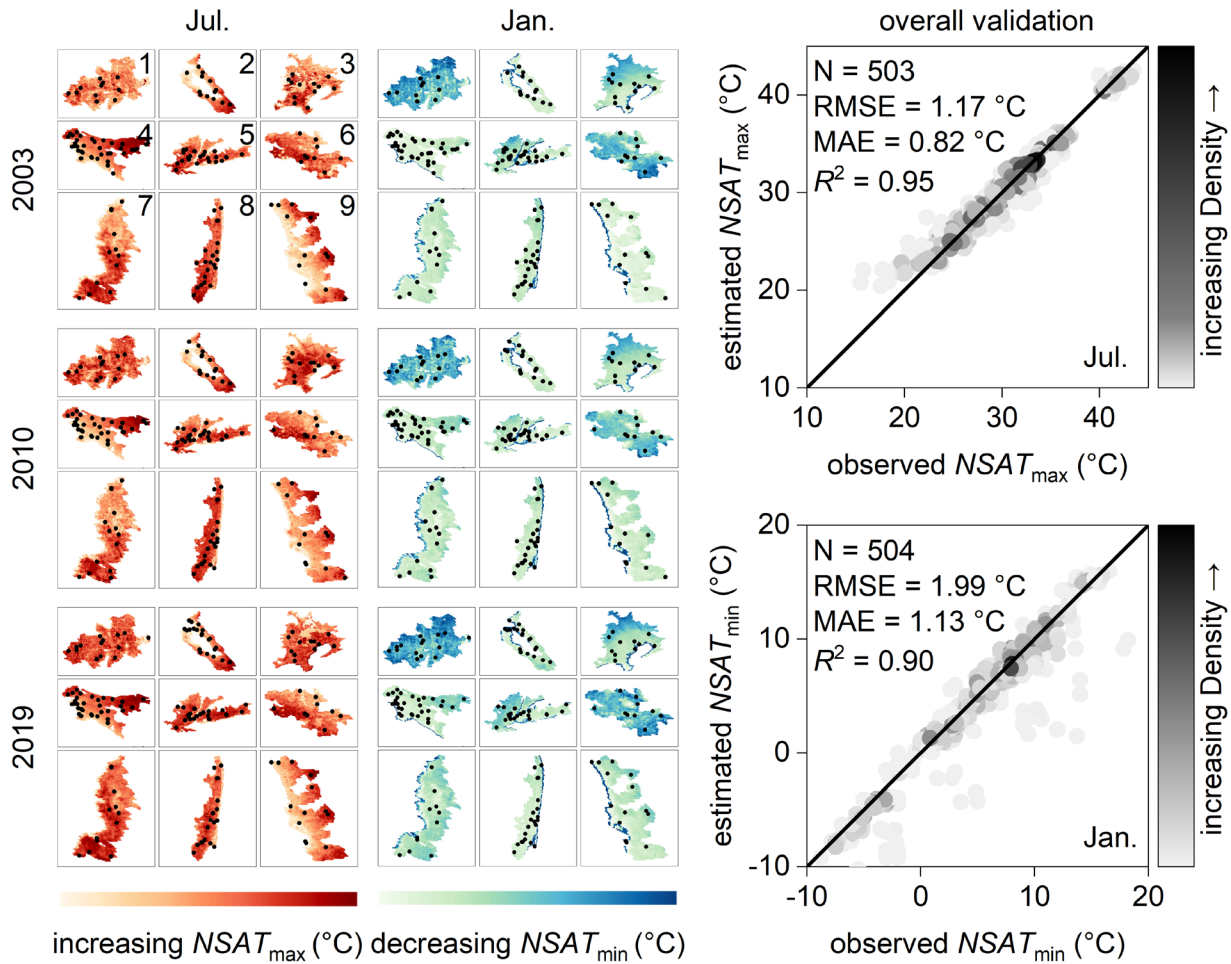 Jul.
Jan.
overall validation
2003
1
2
3
4
5
6
7
8
9
2010
2019
increasing NSATmax (°C)
decreasing NSATmin (°C)
N = 503
RMSE = 1.17 °C
MAE = 0.82 °C
R² = 0.95
Jul.
estimated NSATmax (°C)
40
30
20
10
10
20
30
40
observed NSATmax (°C)
increasing Density →
N = 504
RMSE = 1.99 °C
MAE = 1.13 °C
R² = 0.90
Jan.
estimated NSATmin (°C)
20
10
0
-10
-10
0
10
20
observed NSATmin (°C)
increasing Density →